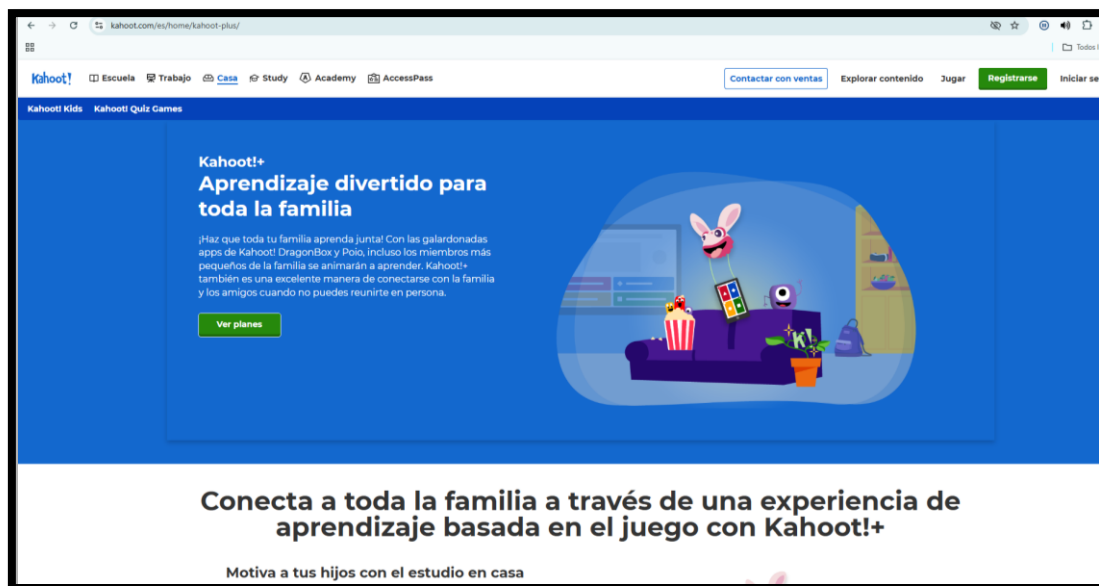 kahoot.com/es/home/kahoot-plus/
Todos l
Kahoot! Escuela Trabajo Casa Study Academy AccessPass Contactar con ventas Explorar contenido Jugar Registrarse Iniciar se
Kahoot! Kids Kahoot! Quiz Games
Kahoot!+
Aprendizaje divertido para
toda la familia
¡Haz que toda tu familia aprenda junta! Con las galardonadas
apps de Kahoot! DragonBox y Poio, incluso los miembros más
pequeños de la familia se animarán a aprender. Kahoot!+
también es una excelente manera de conectarse con la familia
y los amigos cuando no puedes reunirte en persona.
Ver planes
K!
Conecta a toda la familia a través de una experiencia de
aprendizaje basada en el juego con Kahoot!+
Motiva a tus hijos con el estudio en casa